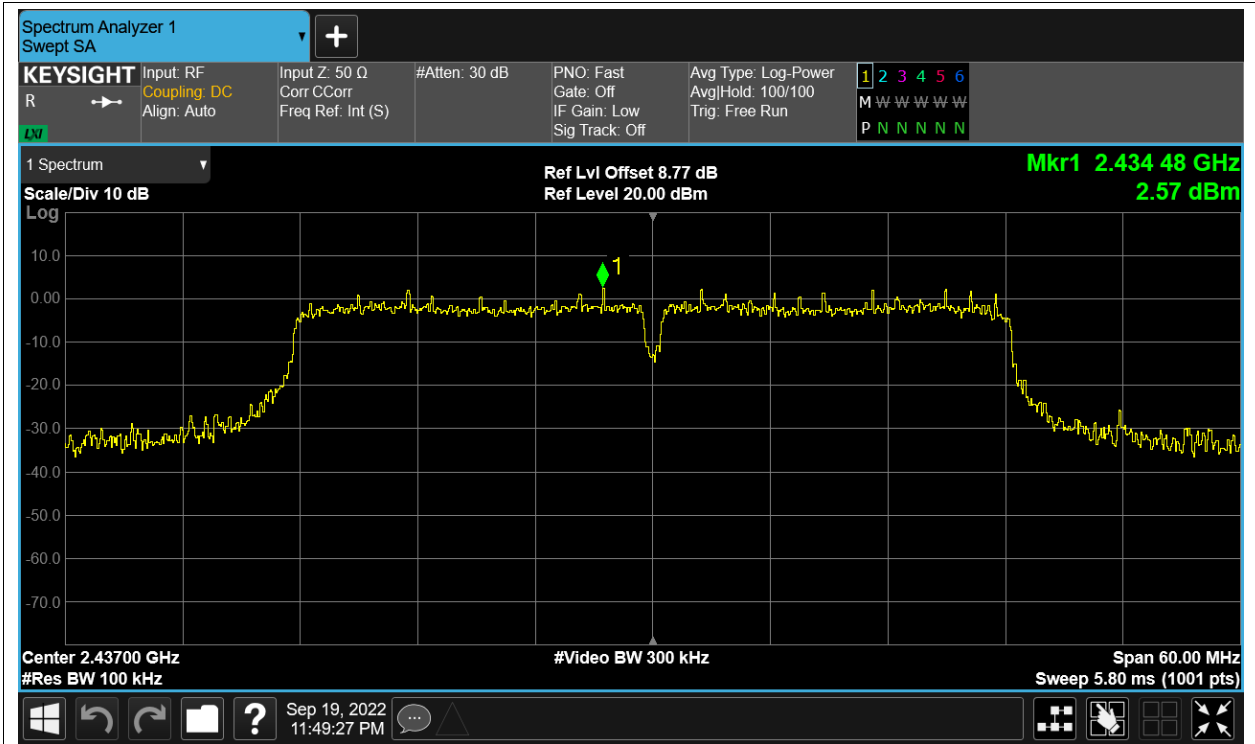 Spectrum Analyzer 1
Swept SA
KEYSIGHT
R
LXI
Input: RF
Coupling: DC
Align: Auto
Input Z: 50 Ω
Corr CCorr
Freq Ref: Int (S)
#Atten: 30 dB
PNO: Fast
Gate: Off
IF Gain: Low
Sig Track: Off
Avg Type: Log-Power
Avg|Hold: 100/100
Trig: Free Run
1 2 3 4 5 6
M W W W W W
P N N N N N
1 Spectrum
Scale/Div 10 dB
Log
Ref Lvl Offset 8.77 dB
Ref Level 20.00 dBm
Mkr1 2.434 48 GHz
2.57 dBm
1
10.0
0.00
-10.0
-20.0
-30.0
-40.0
-50.0
-60.0
-70.0
Center 2.43700 GHz
#Res BW 100 kHz
#Video BW 300 kHz
Span 60.00 MHz
Sweep 5.80 ms (1001 pts)
?
Sep 19, 2022
11:49:27 PM